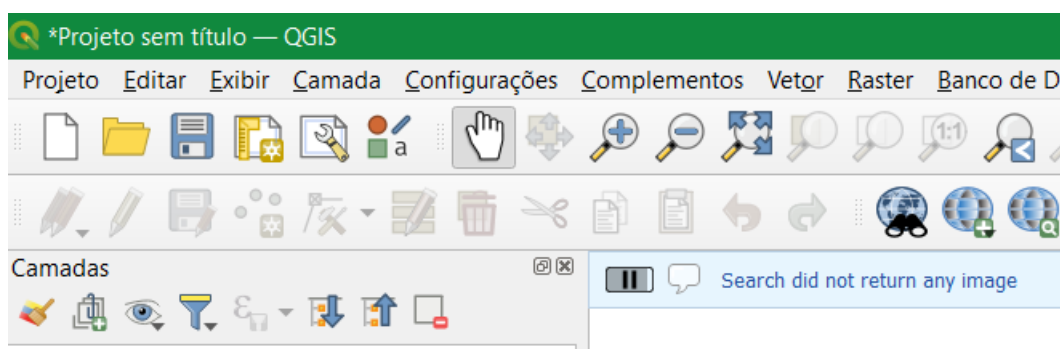 *Projeto sem título — QGIS
Projeto Editar Exibir Camada Configurações Complementos Vetor Raster Banco de D
a 1:1
Camadas
Search did not return any image